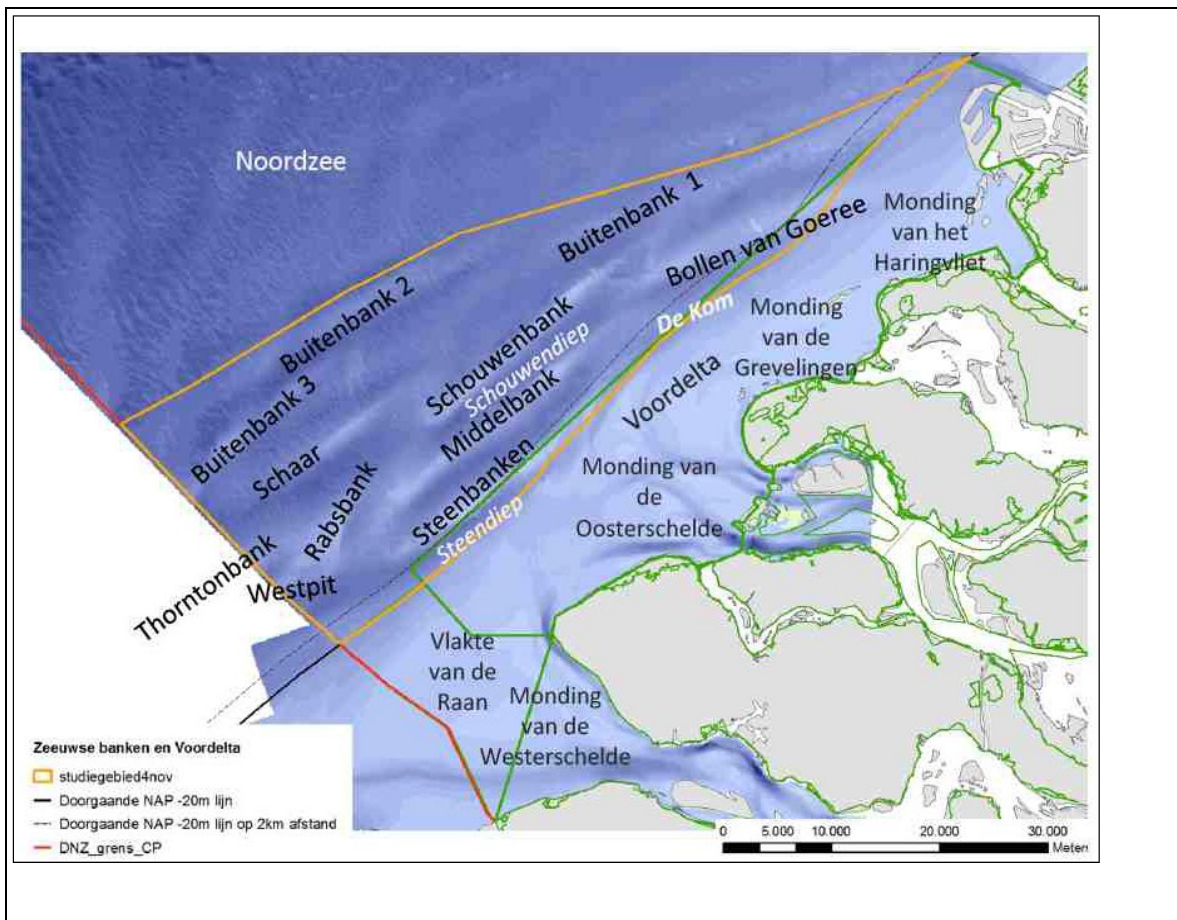 Noordzee
Buitenbank 1
Bollen van Goeree
Monding
van het
Haringvliet
Buitenbank 2
De Kom
Monding
van de
Grevelingen
Schouwenbank
Schouwendiep
Middelbank
Voordelta
Buitenbank 3
Schaar
Rabsbank
Steenbanken
Steendiep
Monding van
de
Oosterschelde
Thorntonbank
Westpit
Vlakte
van de
Raan
Monding
van de
Westerschelde
Zeeuwse banken en Voordelta
studiegebied4nov
Doorgaande NAP -20m lijn
Doorgaande NAP -20m lijn op 2km afstand
DNZ_grens_CP
0 5.000 10.000 20.000 30.000
Meten